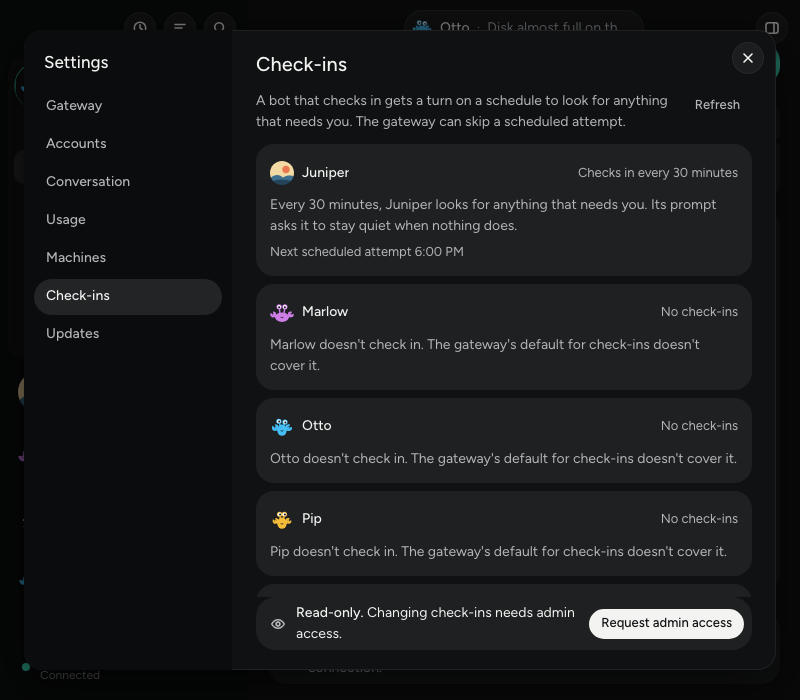 Otto · Disk almost full on th
Settings
Gateway
Accounts
Conversation
Usage
Machines
Check-ins
Updates
Connected
Check-ins
A bot that checks in gets a turn on a schedule to look for anything
that needs you. The gateway can skip a scheduled attempt.
Refresh
Juniper
Checks in every 30 minutes
Every 30 minutes, Juniper looks for anything that needs you. Its prompt
asks it to stay quiet when nothing does.
Next scheduled attempt 6:00 PM
Marlow
No check-ins
Marlow doesn't check in. The gateway's default for check-ins doesn't
cover it.
Otto
No check-ins
Otto doesn't check in. The gateway's default for check-ins doesn't cover it.
Pip
No check-ins
Pip doesn't check in. The gateway's default for check-ins doesn't cover it.
Read-only. Changing check-ins needs admin
access.
Request admin access
connection.